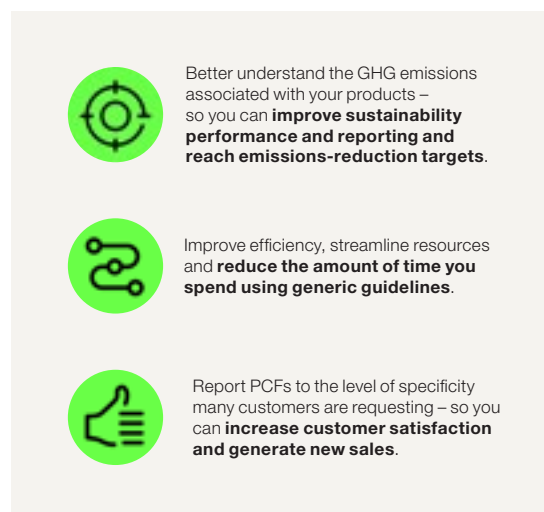 Better understand the GHG emissions
associated with your products –
so you can improve sustainability
performance and reporting and
reach emissions-reduction targets.
Improve efficiency, streamline resources
and reduce the amount of time you
spend using generic guidelines.
Report PCFs to the level of specificity
many customers are requesting – so you
can increase customer satisfaction
and generate new sales.